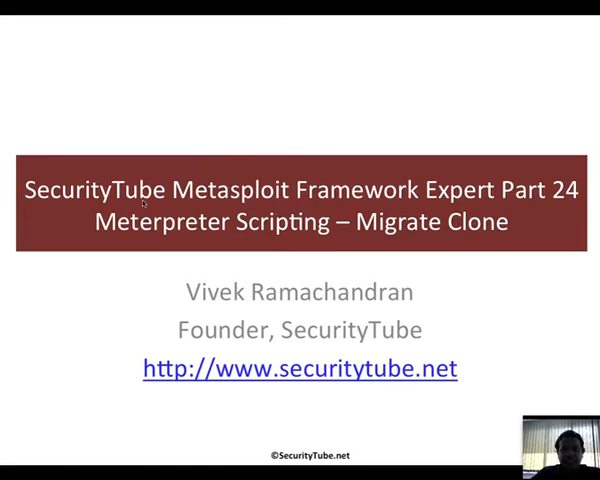 SecurityTube Metasploit Framework Expert Part 24
Meterpreter Scripting – Migrate Clone
Vivek Ramachandran
Founder, SecurityTube
http://www.securitytube.net
©SecurityTube.net